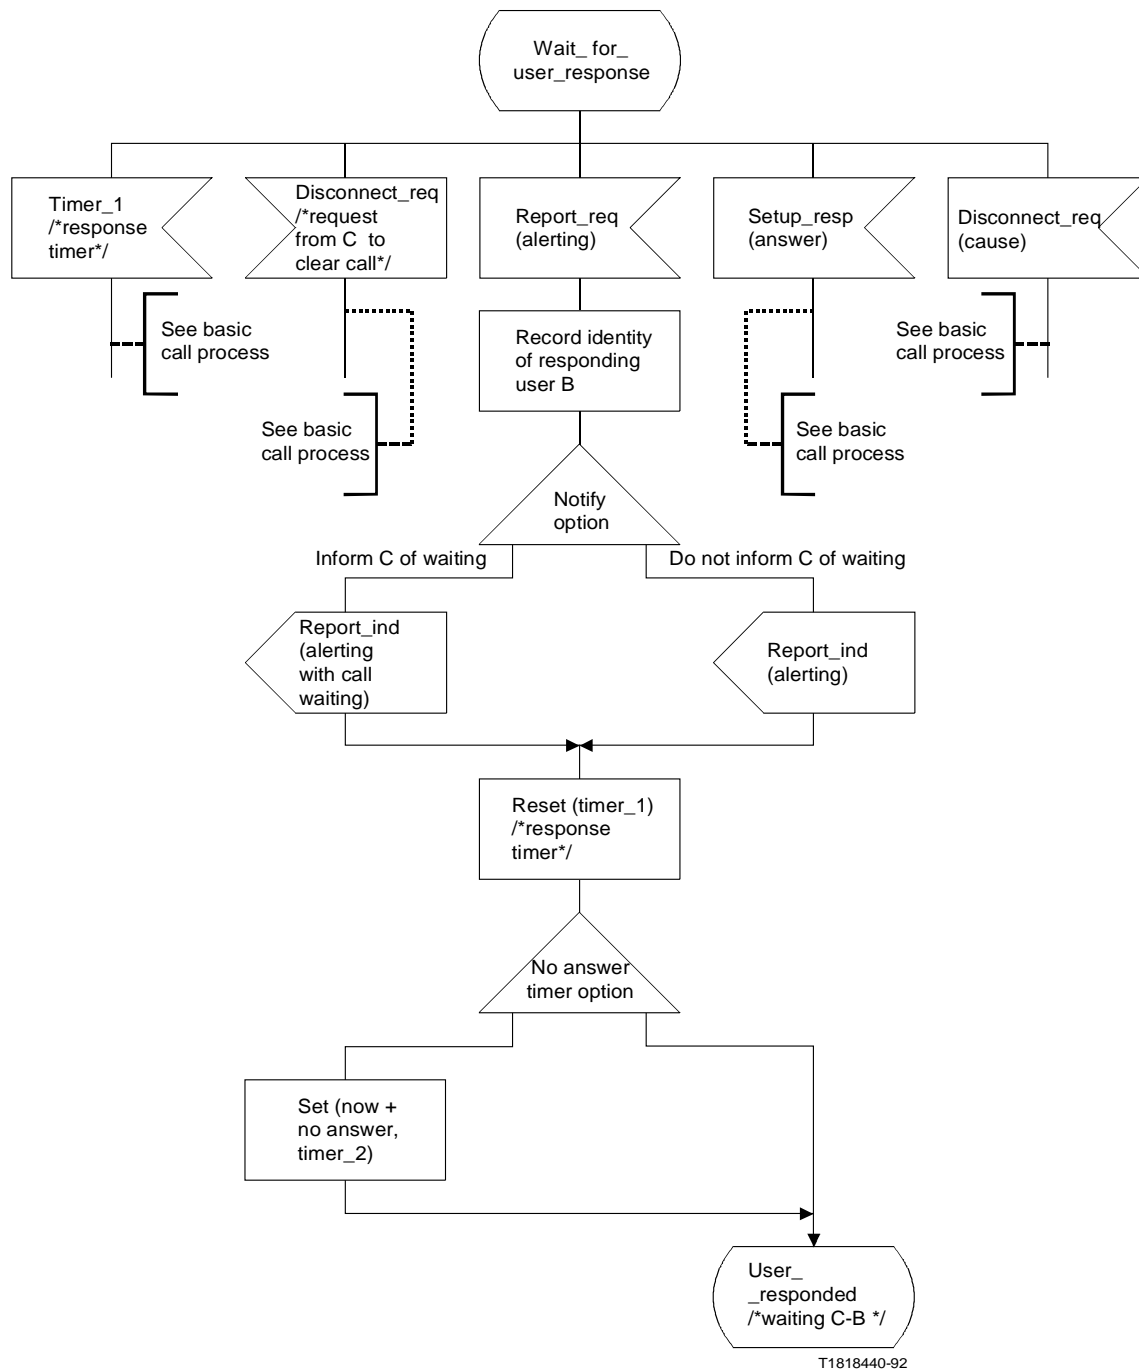 Wait_ for_
user_response
Timer_1
/*response
timer*/
Disconnect_req
/*request
from C to
clear call*/
Report_req
(alerting)
Setup_resp
(answer)
Disconnect_req
(cause)
See basic
call process
See basic
call process
Record identity
of responding
user B
See basic
call process
See basic
call process
Notify
option
Inform C of waiting
Do not inform C of waiting
Report_ind
(alerting
with call
waiting)
Report_ind
(alerting)
Reset (timer_1)
/*response
timer*/
No answer
timer option
Set (now +
no answer,
timer_2)
User_
_responded
/*waiting C-B */
T1818440-92